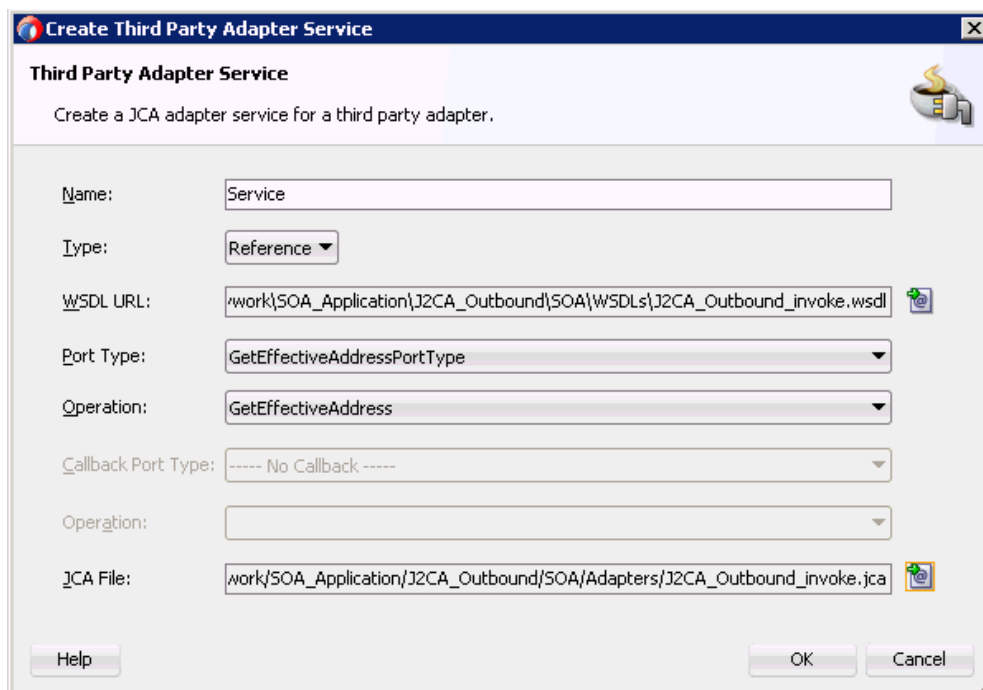 Create Third Party Adapter Service
Third Party Adapter Service
Create a JCA adapter service for a third party adapter.
Name: Service
Type: Reference
WSDL URL: work\SOA_Application\J2CA_Outbound\SOA\WSDLs\J2CA_Outbound_invoke.wsdl
Port Type: GetEffectiveAddressPortType
Operation: GetEffectiveAddress
Callback Port Type: ----- No Callback -----
Operation:
JCA File: work/SOA_Application/J2CA_Outbound/SOA/Adapters/J2CA_Outbound_invoke.jca
Help OK Cancel